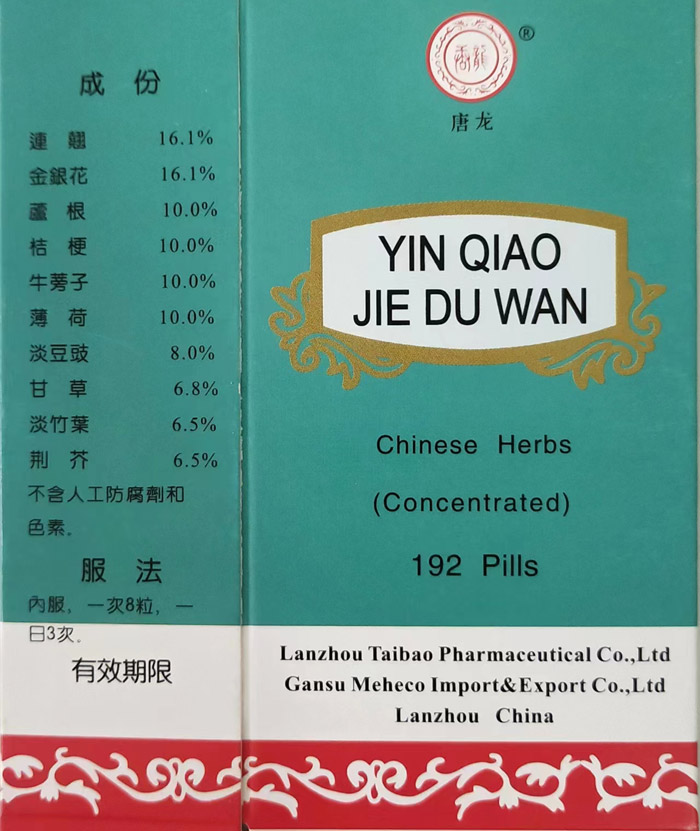 成 份
連 翹 16.1%
金銀花 16.1%
蘆 根 10.0%
桔 梗 10.0%
牛蒡子 10.0%
薄 荷 10.0%
淡豆豉 8.0%
甘 草 6.8%
淡竹葉 6.5%
荆 芥 6.5%
不含人工防腐劑和
色素.
服 法
內服. 一次8粒, 一
日3次.
有效期限
®
唐龙
YIN QIAO
JIE DU WAN
Chinese Herbs
(Concentrated)
192 Pills
Lanzhou Taibao Pharmaceutical Co.,Ltd
Gansu Meheco Import&Export Co.,Ltd
Lanzhou China